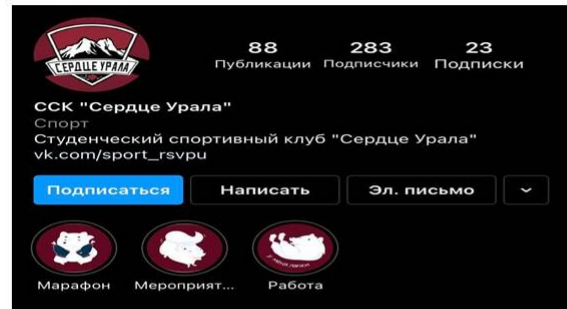 СЕРДЦЕ УРАЛА
88 283 23
Публикации Подписчики Подписки
ССК "Сердце Урала"
Спорт
Студенческий спортивный клуб "Сердце Урала"
vk.com/sport_rsvpu
Подписаться Написать Эл. письмо
Марафон Мероприят... Работа